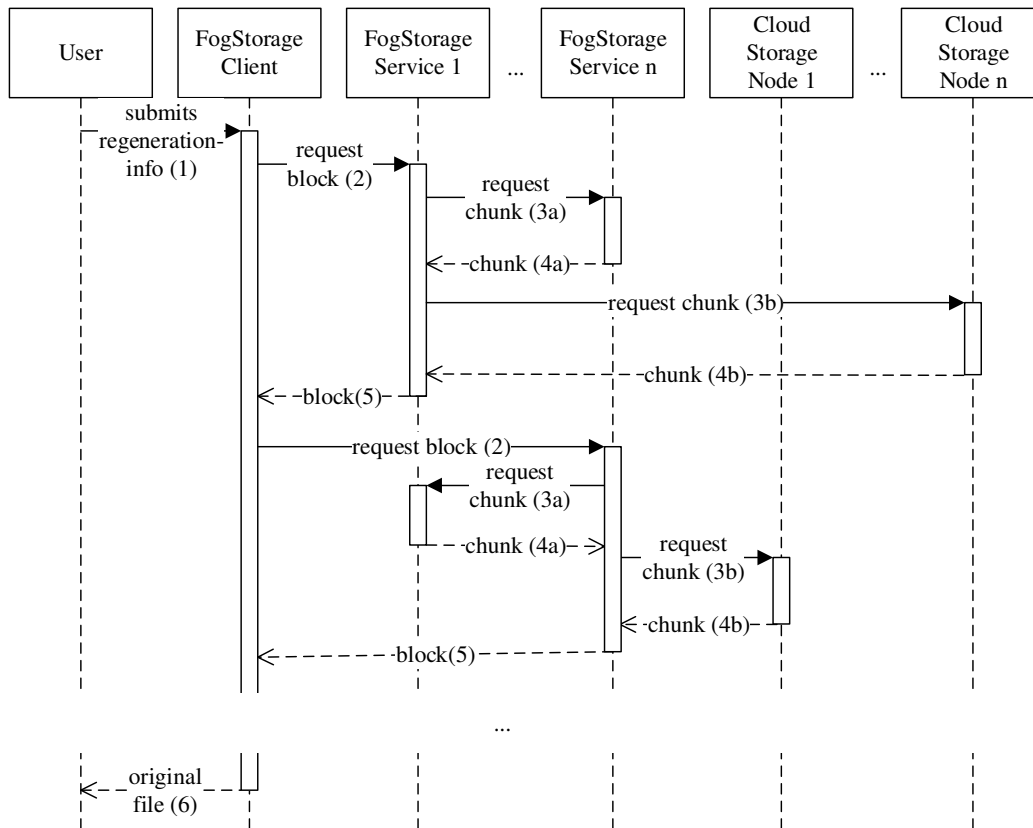 User
FogStorage
Client
FogStorage
Service 1
...
FogStorage
Service n
Cloud
Storage
Node 1
...
Cloud
Storage
Node n
submits
regeneration-
info (1)
request
block (2)
request
chunk (3a)
chunk (4a)
request chunk (3b)
chunk (4b)
block(5)
request block (2)
request
chunk (3a)
chunk (4a)
request
chunk (3b)
chunk (4b)
block(5)
...
original
file (6)